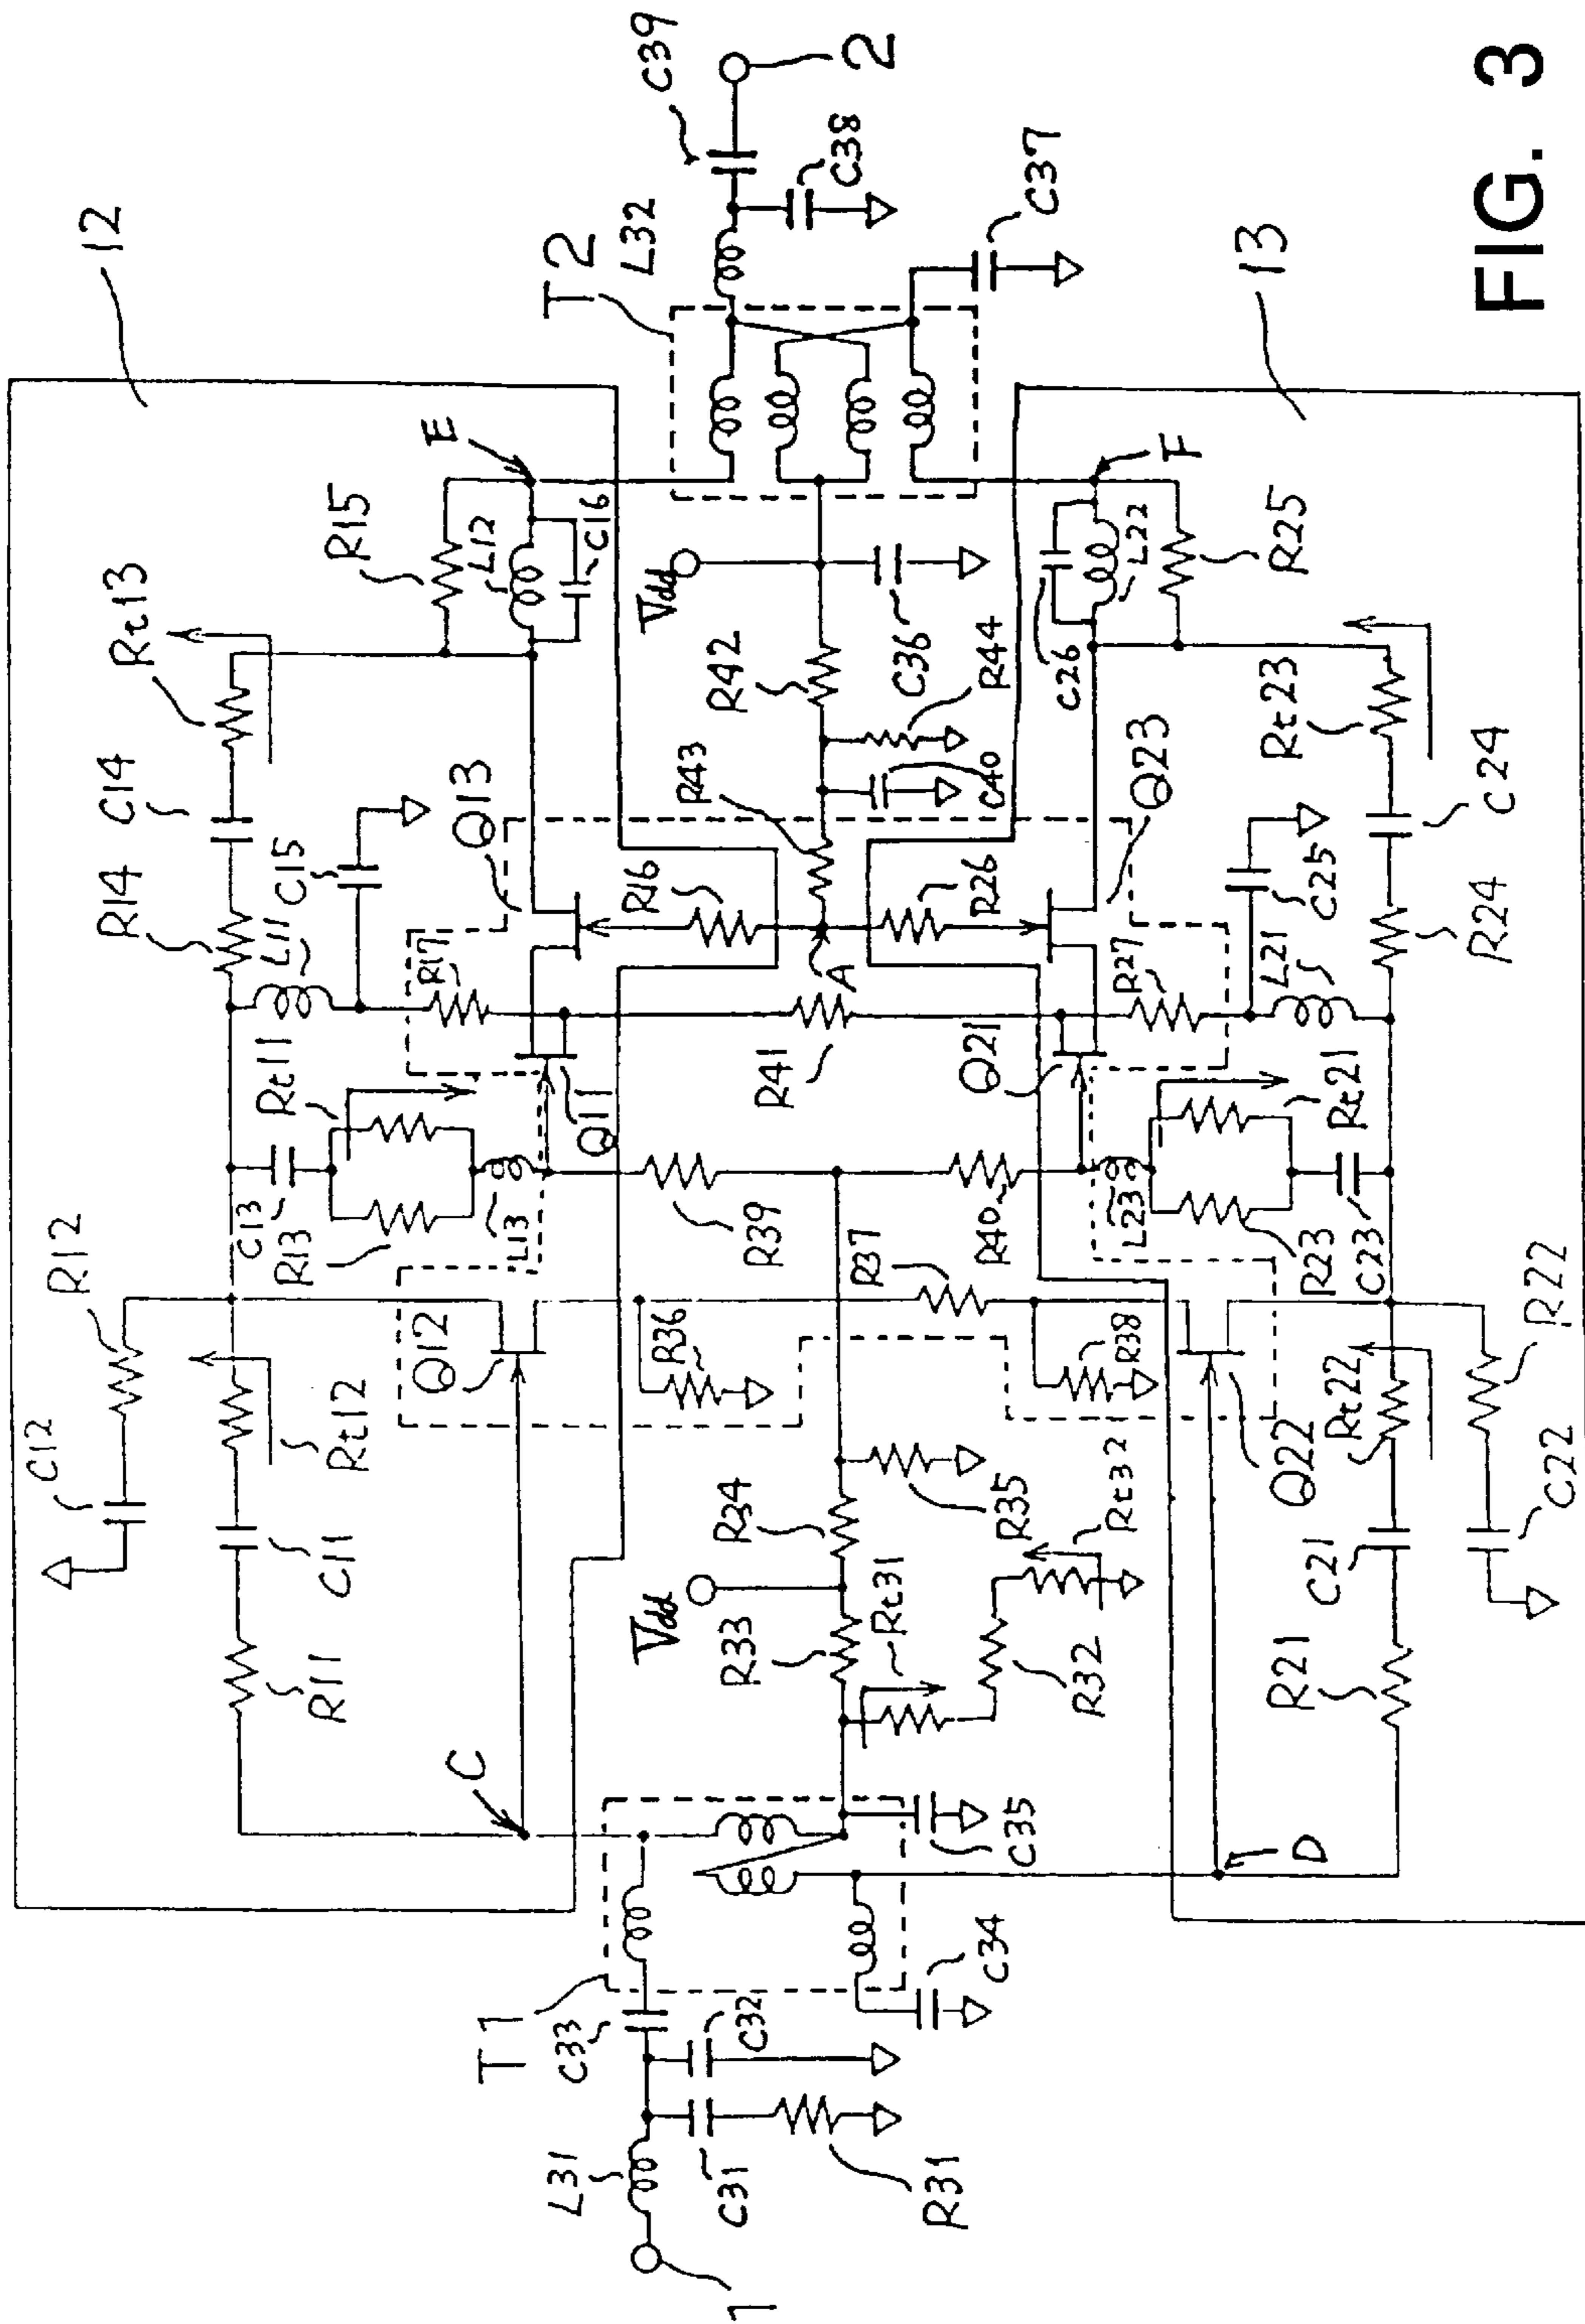 12
C12
R12
R14
C14
Rt13
R15
C13
Rt11
L11
C15
E
R13
L12
C16
R11
C11
Rt12
Q12
L13
R17
Q13
Q11
R16
C
T2
L32
C39
2
C38
C37
T1
C33
L31
1
C31
C32
R31
C34
C35
Vdd
R33
R34
Rt31
R32
Rt32
R35
R36
R37
R38
R39
R40
R41
A
R43
R42
Vdd
C40
R44
C36
D
Q22
Q21
R26
Q23
F
L23
R27
C26
L22
R25
R23
Rt21
C23
L21
C25
R21
C21
Rt22
C22
R22
R24
C24
Rt23
13
FIG. 3